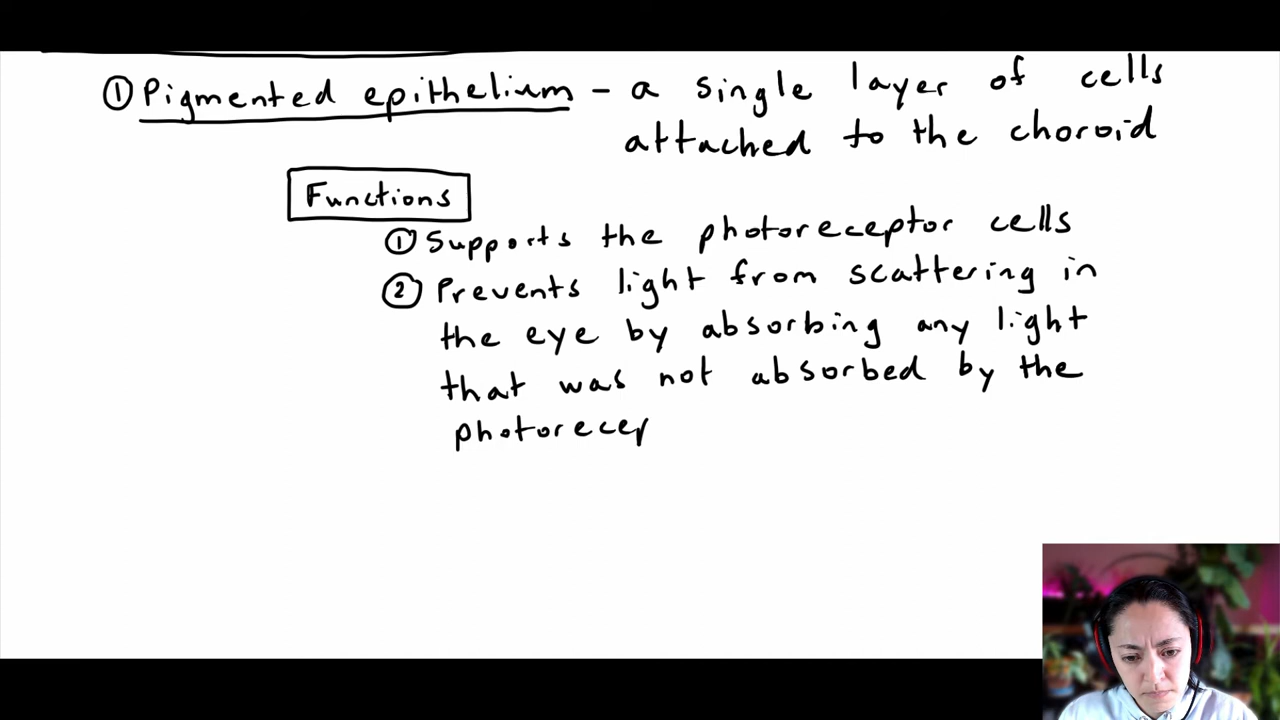 ① Pigmented epithelium - a single layer of cells
attached to the choroid
Functions
① Supports the photoreceptor cells
② Prevents light from scattering in
the eye by absorbing any light
that was not absorbed by the
photorecep